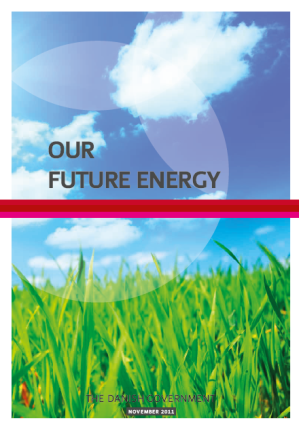 OUR
FUTURE ENERGY
THE DANISH GOVERNMENT
NOVEMBER 2011